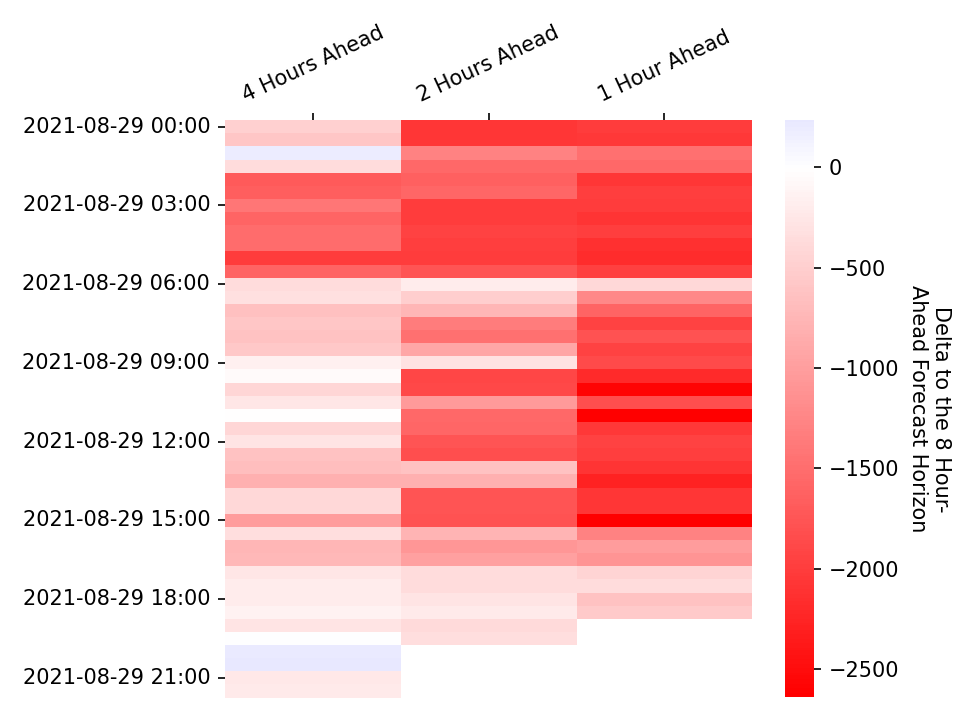 4 Hours Ahead
2 Hours Ahead
1 Hour Ahead
2021-08-29 00:00
2021-08-29 03:00
2021-08-29 06:00
2021-08-29 09:00
2021-08-29 12:00
2021-08-29 15:00
2021-08-29 18:00
2021-08-29 21:00
0
−500
−1000
−1500
−2000
−2500
Delta to the 8 Hour-
Ahead Forecast Horizon